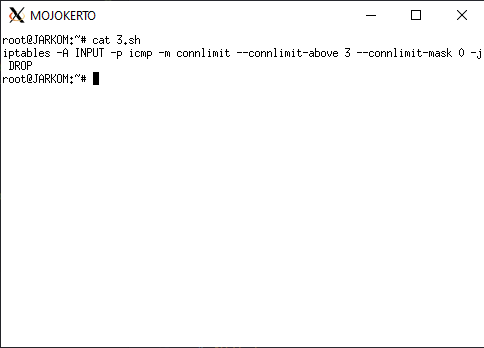 MOJOKERTO
root@JARKOM:~# cat 3.sh
iptables -A INPUT -p icmp -m connlimit --connlimit-above 3 --connlimit-mask 0 -j
 DROP
root@JARKOM:~#